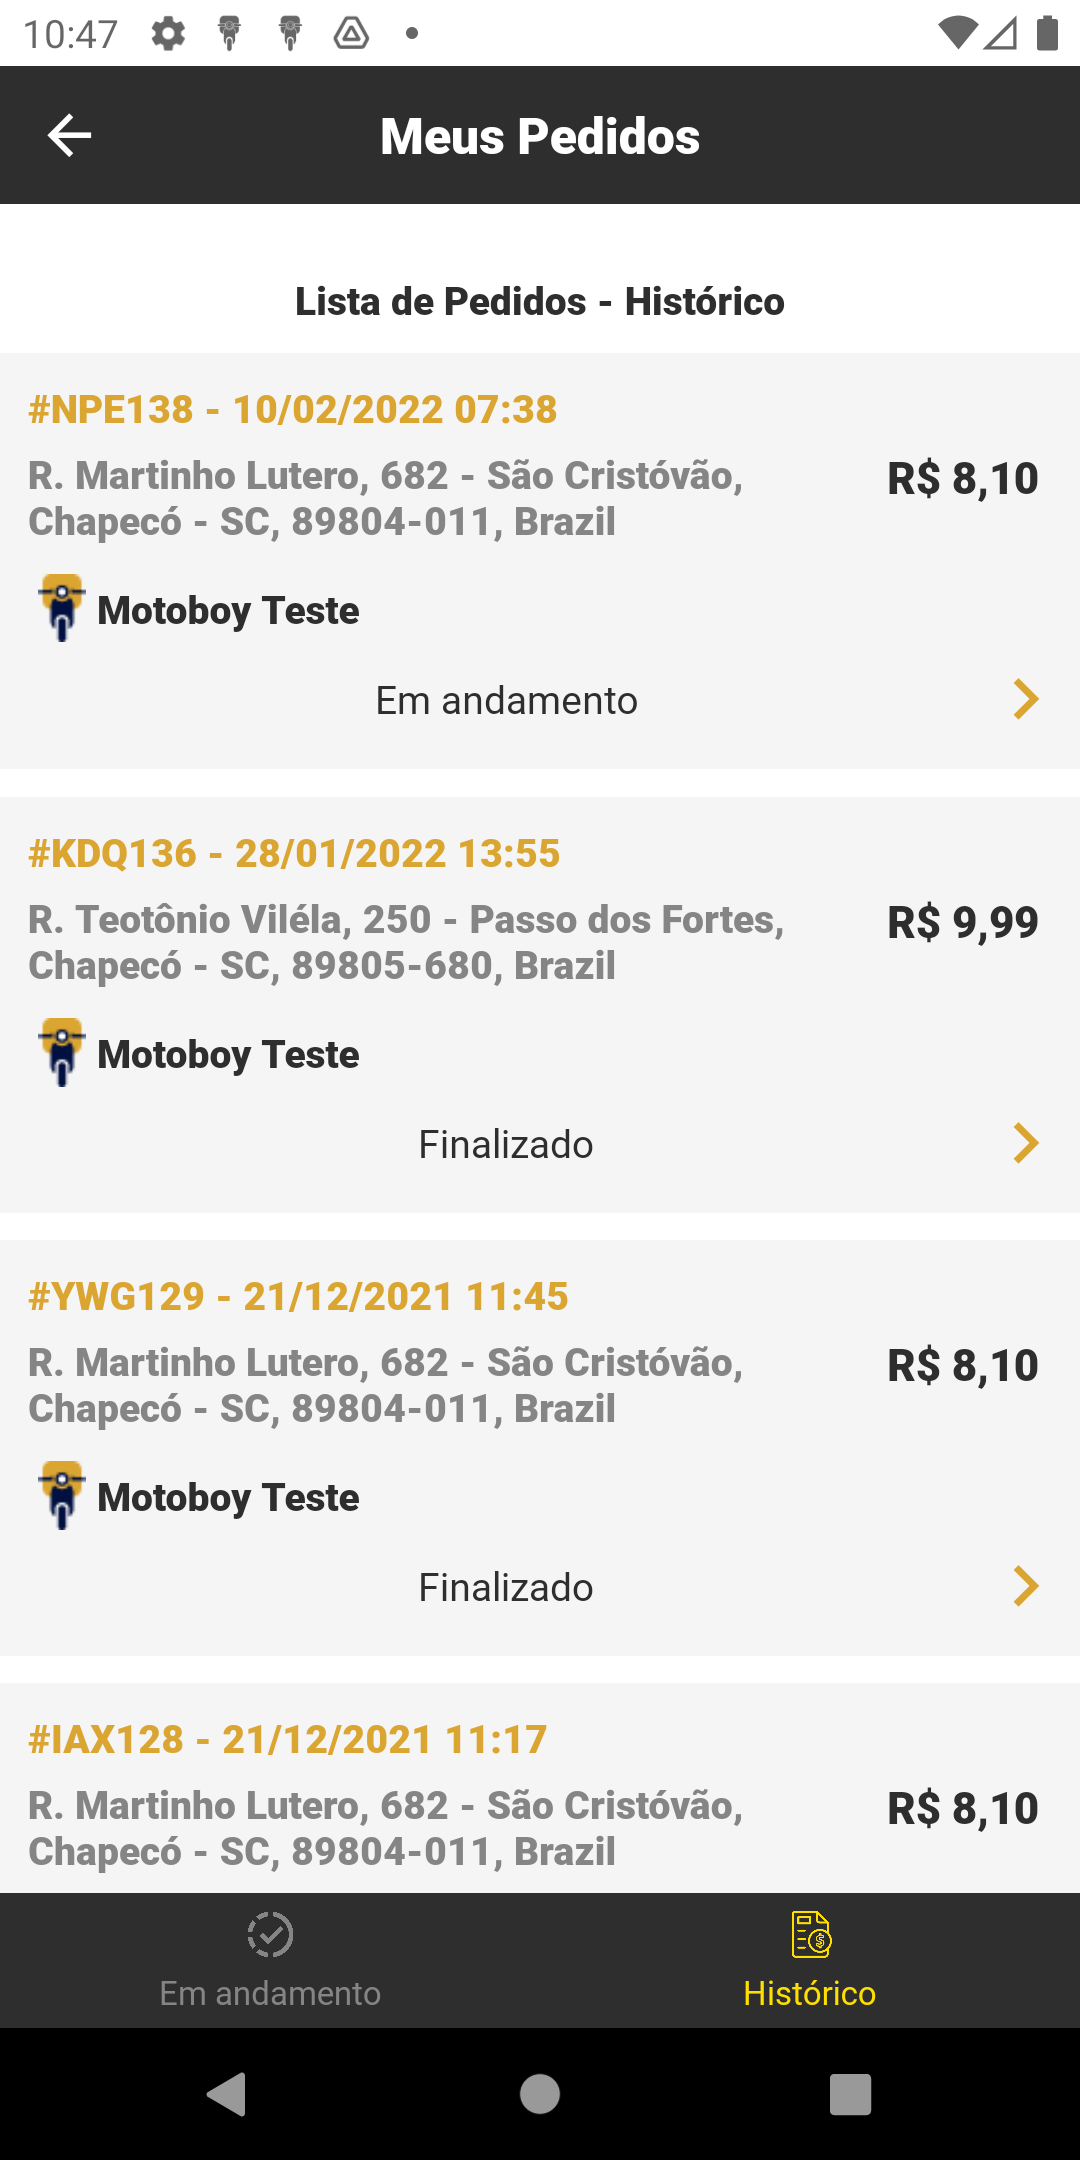 10:47
Meus Pedidos
Lista de Pedidos - Histórico
#NPE138 - 10/02/2022 07:38
R. Martinho Lutero, 682 - São Cristóvão,
Chapecó - SC, 89804-011, Brazil
R$ 8,10
Motoboy Teste
Em andamento
#KDQ136 - 28/01/2022 13:55
R. Teotônio Viléla, 250 - Passo dos Fortes,
Chapecó - SC, 89805-680, Brazil
R$ 9,99
Motoboy Teste
Finalizado
#YWG129 - 21/12/2021 11:45
R. Martinho Lutero, 682 - São Cristóvão,
Chapecó - SC, 89804-011, Brazil
R$ 8,10
Motoboy Teste
Finalizado
#IAX128 - 21/12/2021 11:17
R. Martinho Lutero, 682 - São Cristóvão,
Chapecó - SC, 89804-011, Brazil
R$ 8,10
Em andamento
Histórico